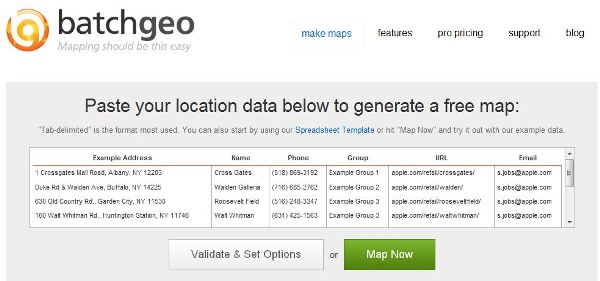 batchgeo
Mapping should be this easy
make maps features pro pricing support blog
Paste your location data below to generate a free map:
"Tab-delimited" is the format most used. You can also start by using our Spreadsheet Template or hit "Map Now" and try it out with our example data.
Example Address Name Phone Group URL Email
1 Crossgates Mall Road, Albany, NY 12203 Cross Gates (518) 869-3192 Example Group 1 apple.com/retail/crossgates/ s.jobs@apple.com
Duke Rd & Walden Ave, Buffalo, NY 14225 Walden Galleria (716) 685-2762 Example Group 2 apple.com/retail/walden/ s.jobs@apple.com
630 Old Country Rd., Garden City, NY 11530 Roosevelt Field (516) 248-3347 Example Group 3 apple.com/retail/rooseveltfield/ s.jobs@apple.com
160 Walt Whitman Rd., Huntington Station, NY 11746 Walt Whitman (631) 425-1563 Example Group 3 apple.com/retail/waltwhitman/ s.jobs@apple.com
Validate & Set Options or Map Now